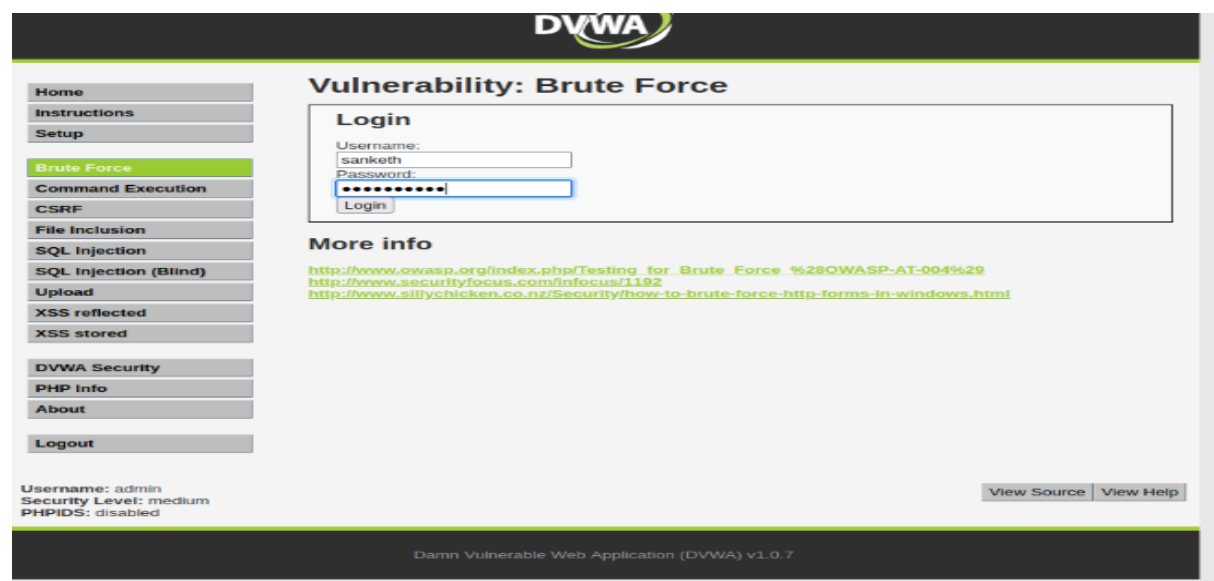 DVWA
Home
Instructions
Setup
Brute Force
Command Execution
CSRF
File Inclusion
SQL Injection
SQL Injection (Blind)
Upload
XSS reflected
XSS stored
DVWA Security
PHP Info
About
Logout
Vulnerability: Brute Force
Login
Username:
sanketh
Password:
••••••••••
Login
More info
http://www.owasp.org/index.php/Testing_for_Brute_Force_%28OWASP-AT-004%29
http://www.securityfocus.com/infocus/1192
http://www.sillychicken.co.nz/Security/how-to-brute-force-http-forms-in-windows.html
Username: admin
Security Level: medium
PHPIDS: disabled
View Source View Help
Damn Vulnerable Web Application (DVWA) v1.0.7